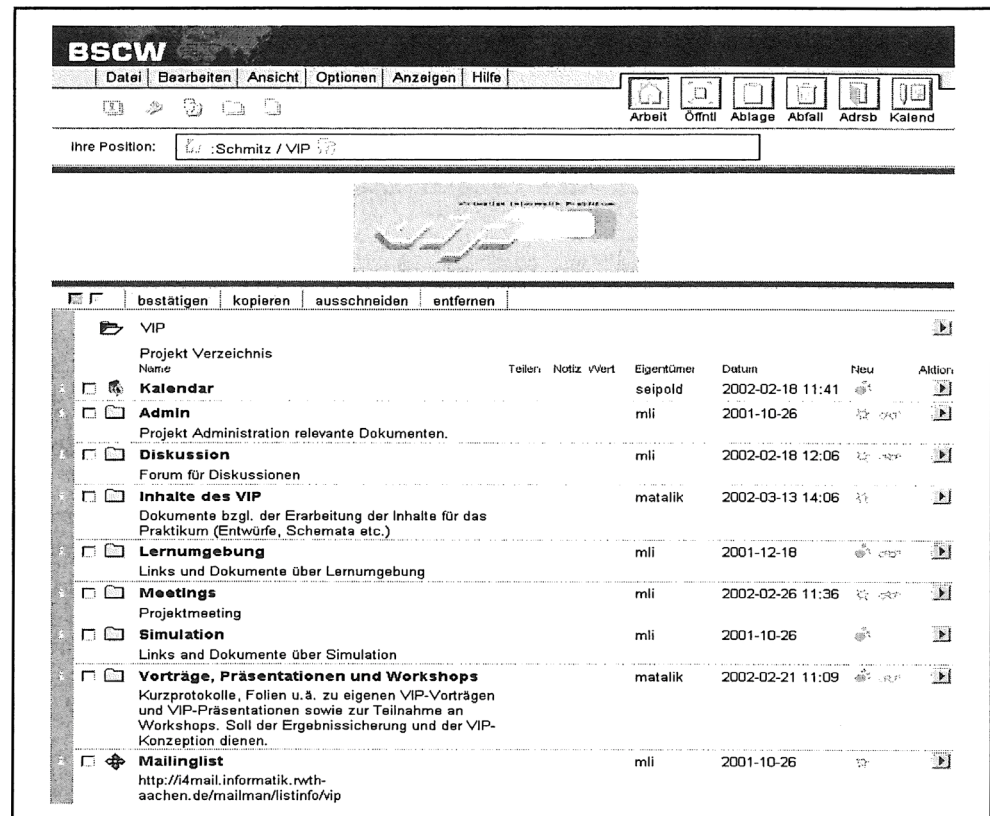 BSCW
Datei Bearbeiten Ansicht Optionen Anzeigen Hilfe
Arbeit Öffntl Ablage Abfall Adrsb Kalend
Ihre Position: :Schmitz / VIP
bestätigen kopieren ausschneiden entfernen
VIP
Projekt Verzeichnis
Name Teilen Notiz Wert Eigentümer Datum Neu Aktion
Kalendar seipold 2002-02-18 11:41
Admin mli 2001-10-26
Projekt Administration relevante Dokumenten.
Diskussion mli 2002-02-18 12:06
Forum für Diskussionen
Inhalte des VIP matalik 2002-03-13 14:06
Dokumente bzgl. der Erarbeitung der Inhalte für das
Praktikum (Entwürfe, Schemata etc.)
Lernumgebung mli 2001-12-18
Links und Dokumente über Lernumgebung
Meetings mli 2002-02-26 11:36
Projektmeeting
Simulation mli 2001-10-26
Links and Dokumente über Simulation
Vorträge, Präsentationen und Workshops matalik 2002-02-21 11:09
Kurzprotokolle, Folien u.ä. zu eigenen VIP-Vorträgen
und VIP-Präsentationen sowie zur Teilnahme an
Workshops. Soll der Ergebnissicherung und der VIP-
Konzeption dienen.
Mailinglist mli 2001-10-26
http://i4mail.informatik.rwth-
aachen.de/mailman/listinfo/vip